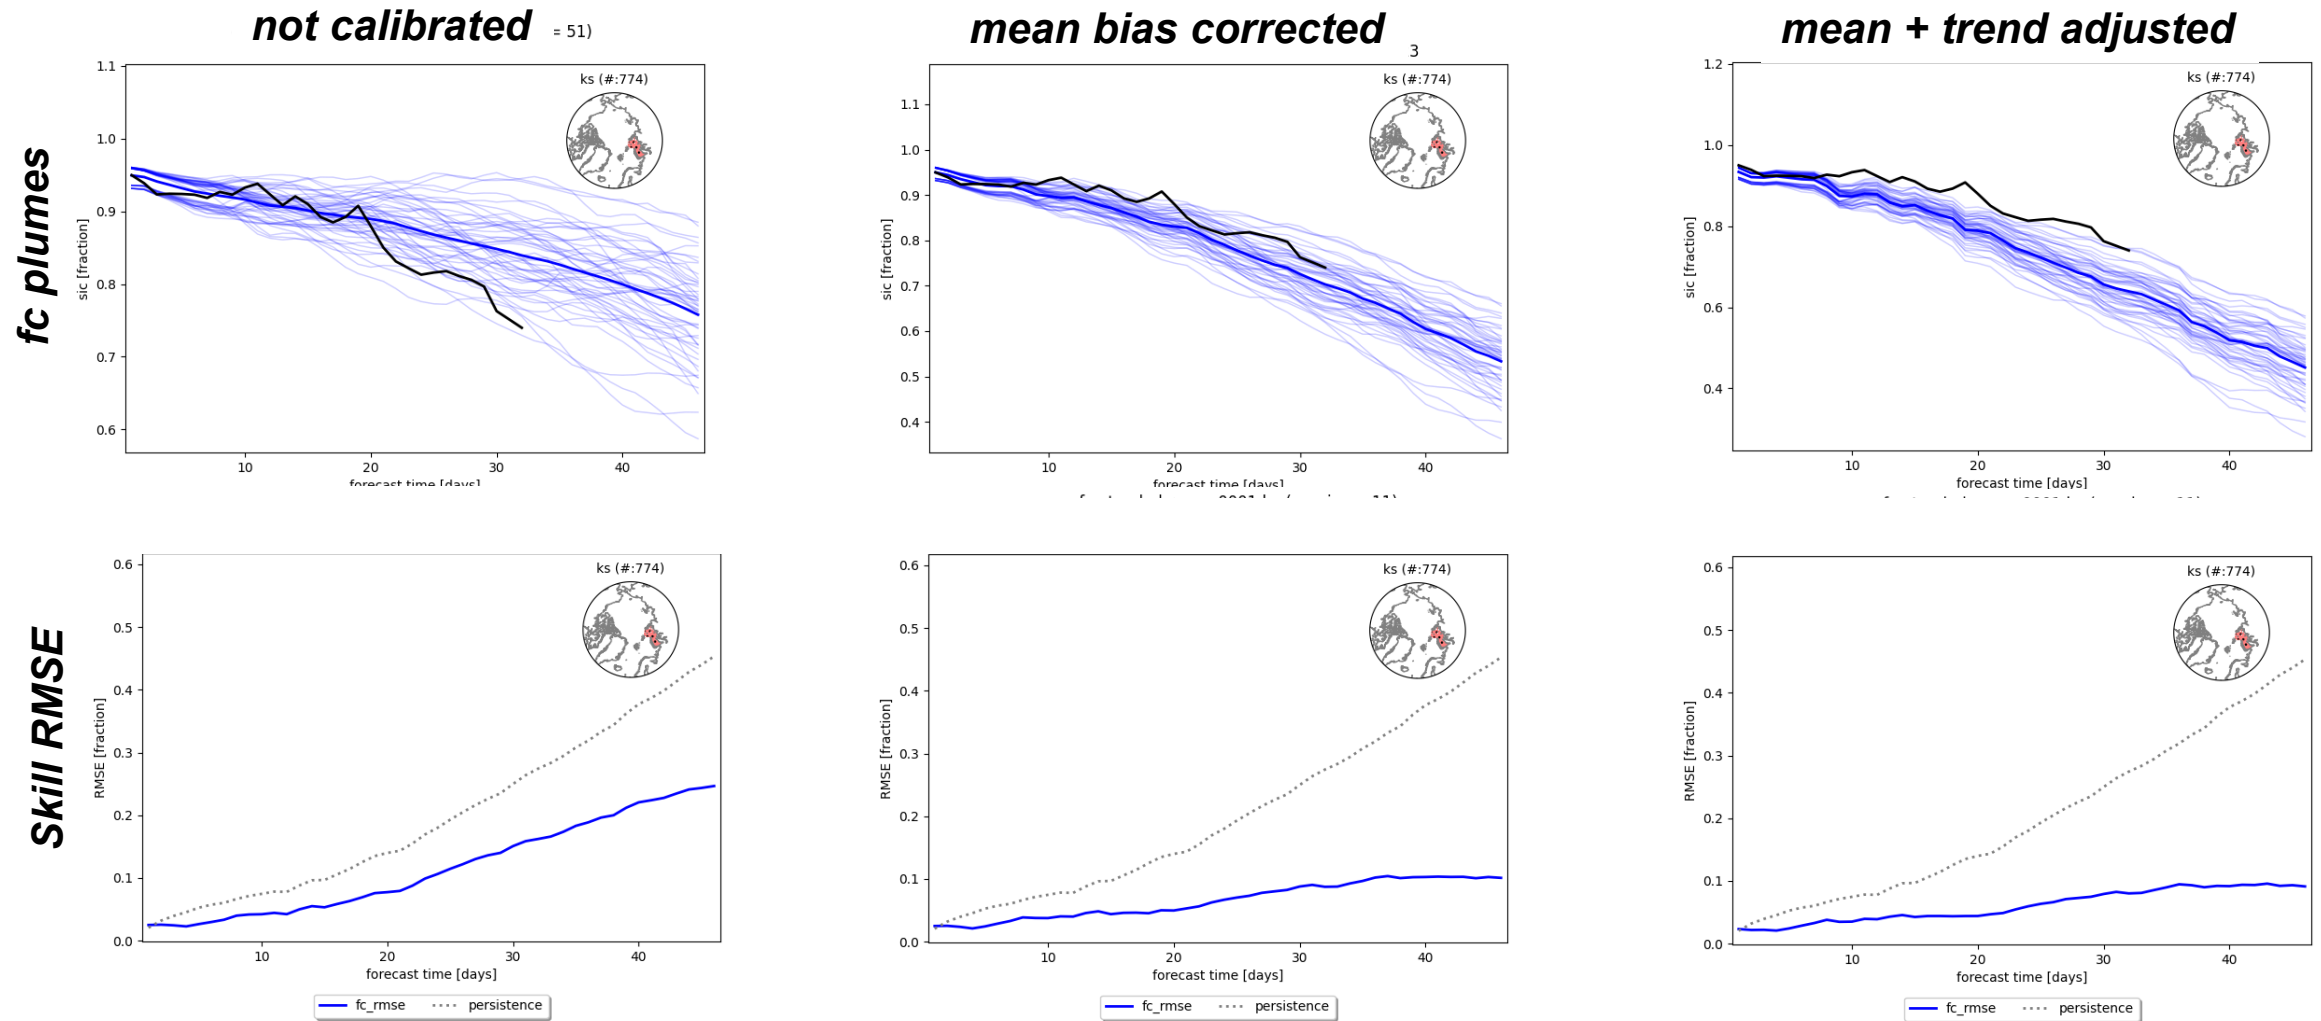 not calibrated = 51)
mean bias corrected
3
mean + trend adjusted
fc plumes
ks (#:774)
1.1
1.0
0.9
0.8
0.7
0.6
sic [fraction]
10 20 30 40
forecast time [days]
ks (#:774)
1.1
1.0
0.9
0.8
0.7
0.6
0.5
0.4
sic [fraction]
10 20 30 40
forecast time [days]
ks (#:774)
1.2
1.0
0.8
0.6
0.4
sic [fraction]
10 20 30 40
forecast time [days]
Skill RMSE
ks (#:774)
0.6
0.5
0.4
0.3
0.2
0.1
0.0
RMSE [fraction]
10 20 30 40
forecast time [days]
fc_rmse persistence
ks (#:774)
0.6
0.5
0.4
0.3
0.2
0.1
0.0
RMSE [fraction]
10 20 30 40
forecast time [days]
fc_rmse persistence
ks (#:774)
0.6
0.5
0.4
0.3
0.2
0.1
0.0
RMSE [fraction]
10 20 30 40
forecast time [days]
fc_rmse persistence